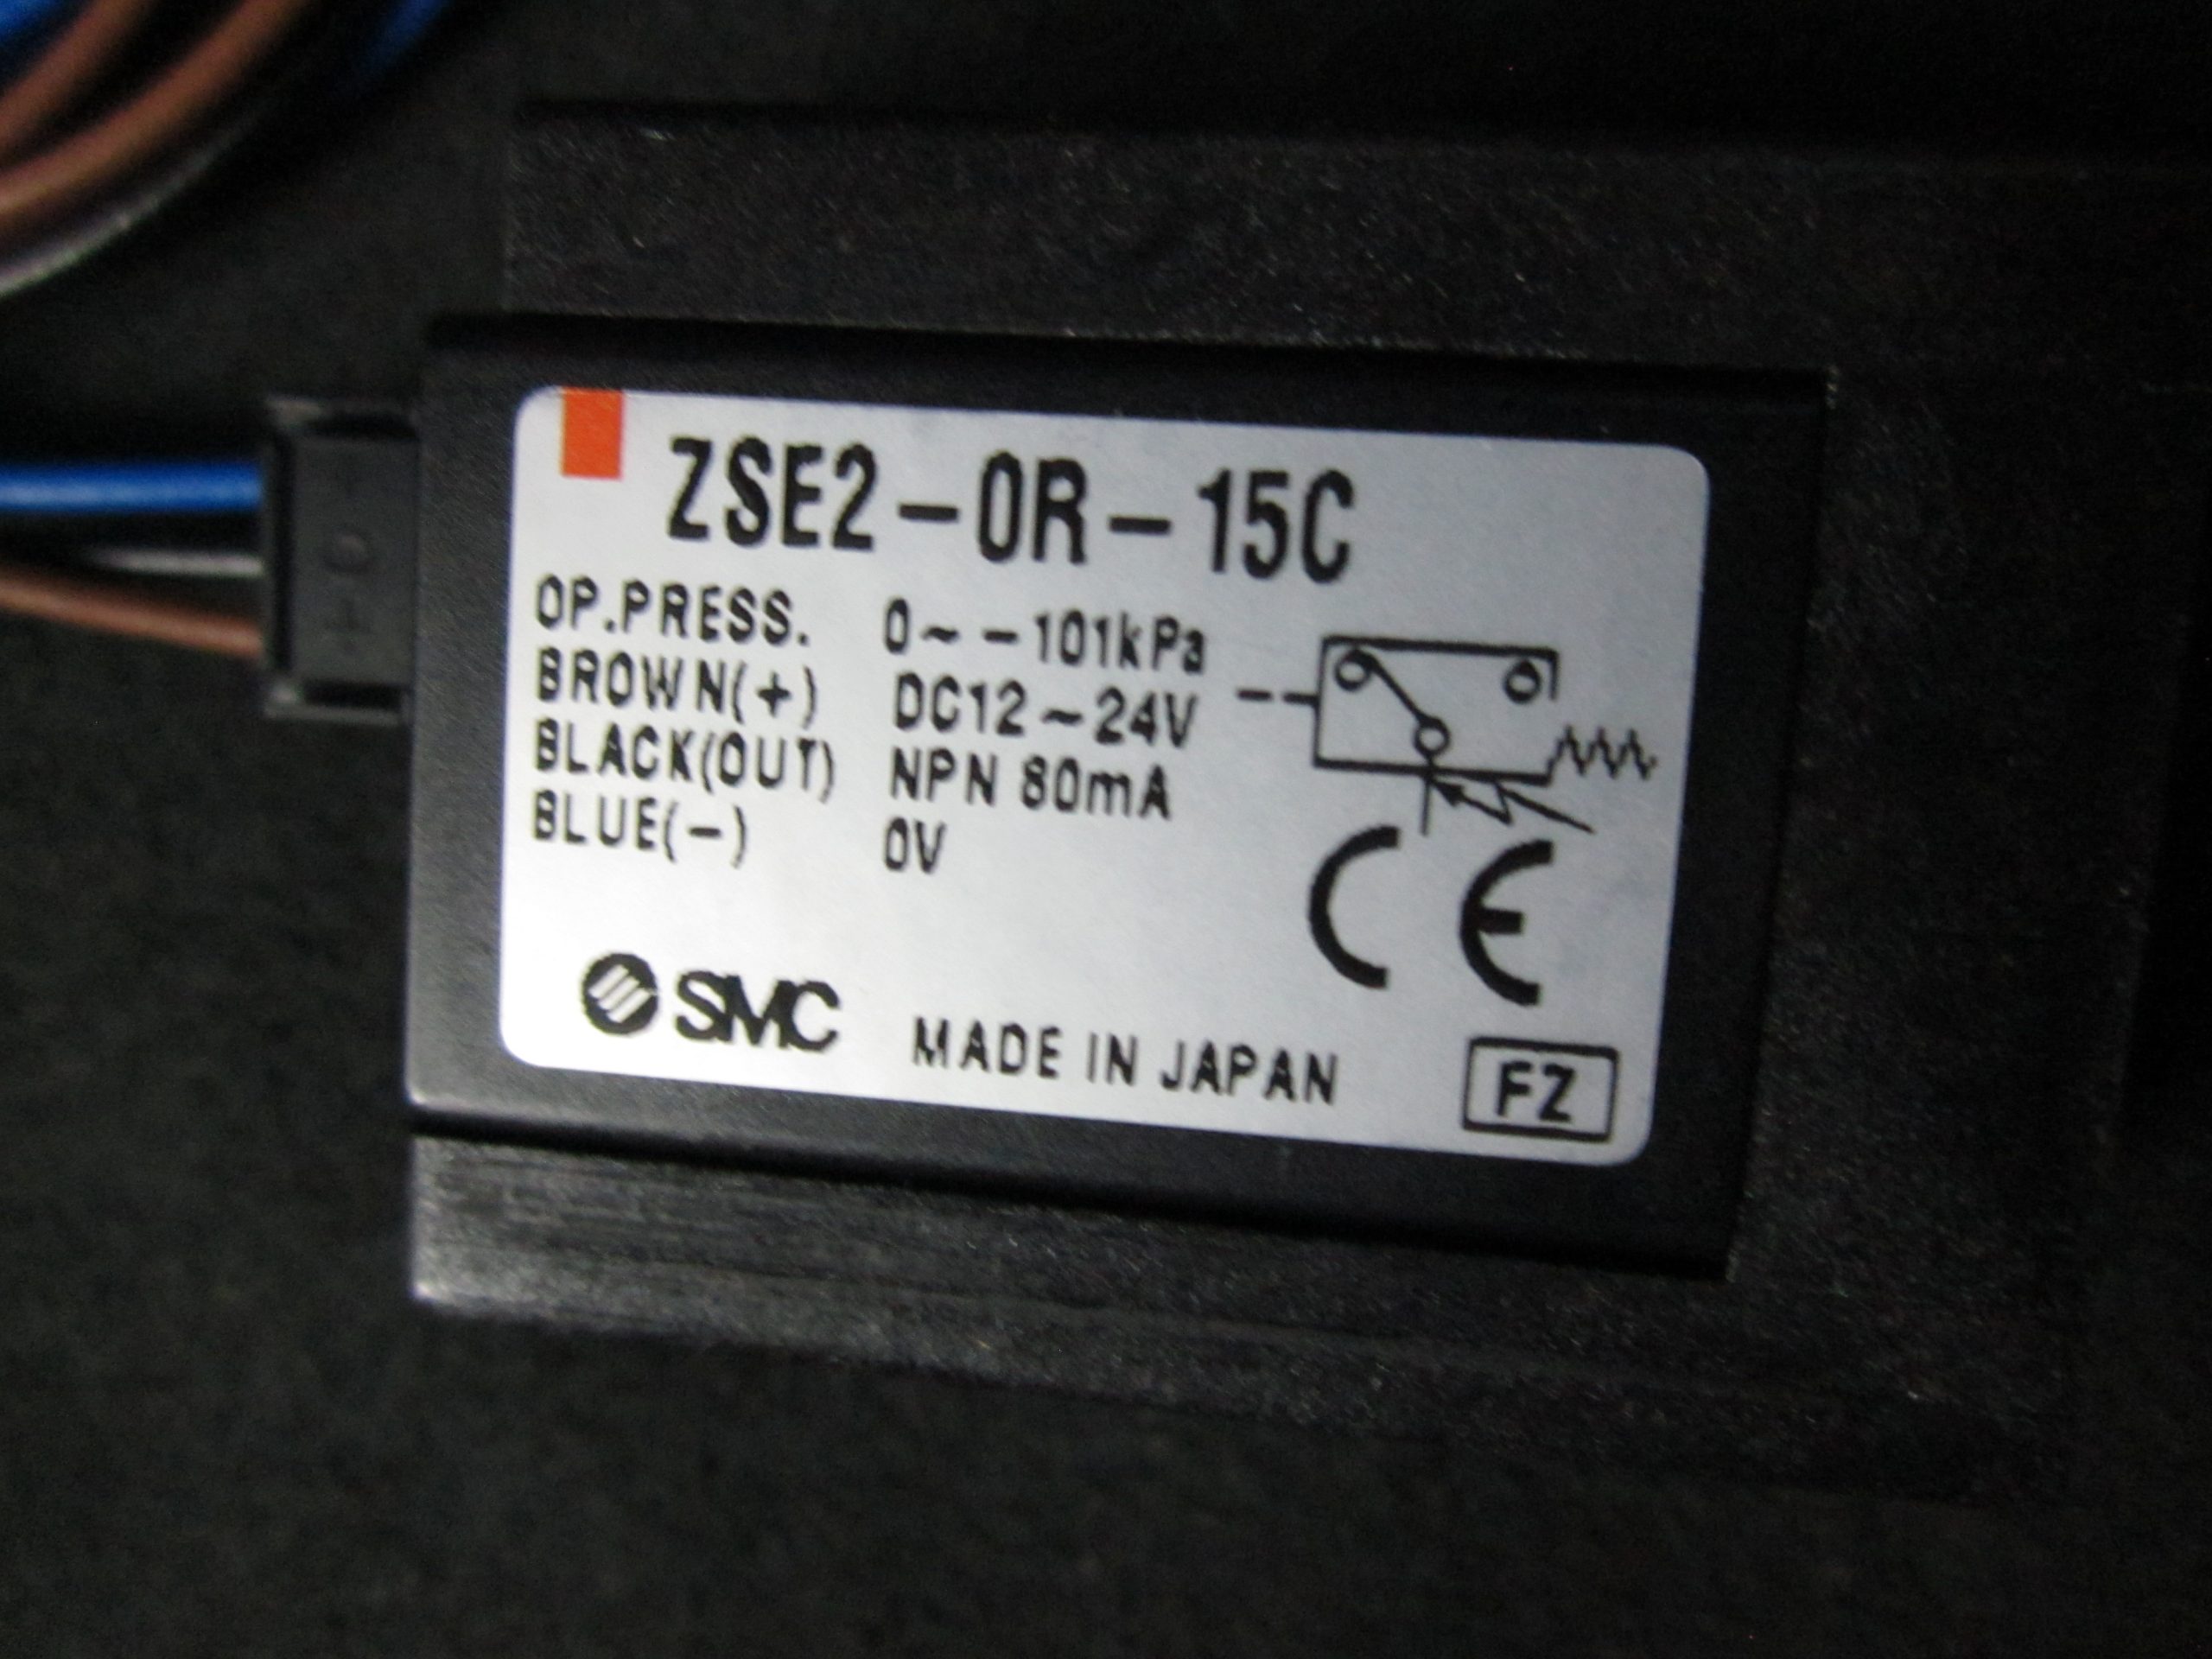 ZSE2-0R-15C
OP.PRESS. 0~-101kPa
BROWN(+) DC12~24V
BLACK(OUT) NPN 80mA
BLUE(-) 0V
CE
SMC MADE IN JAPAN
FZ